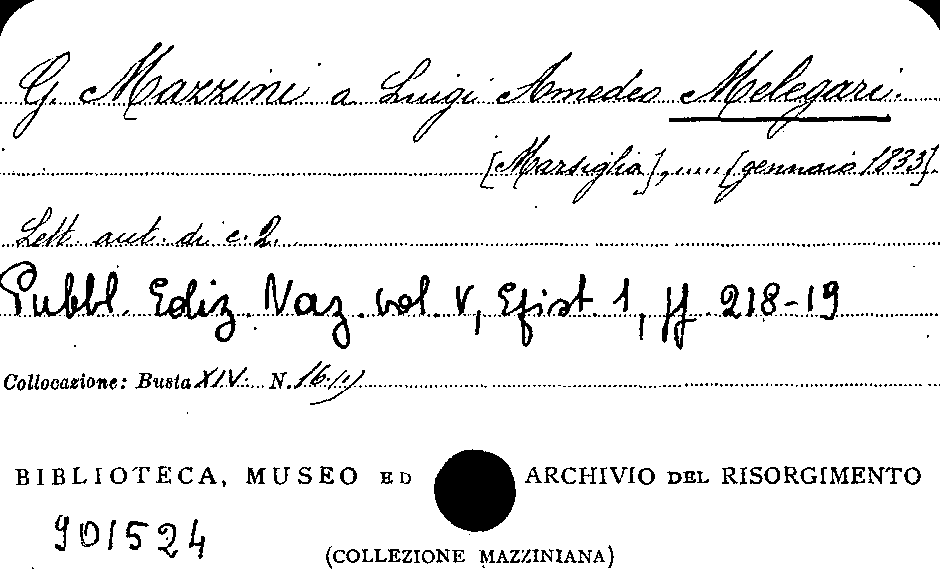 G. Mazzini a Luigi Amedeo Melegari.
[Marsiglia], ..... [gennaio 1833].
Lett. aut. di c. 2.
Pubbl. Ediz. Naz. vol. V, Epist. 1, pp. 218-19
Collocazione: Busta XIV. N. 16 (1)
BIBLIOTECA, MUSEO ED ARCHIVIO DEL RISORGIMENTO
901524
(COLLEZIONE MAZZINIANA)